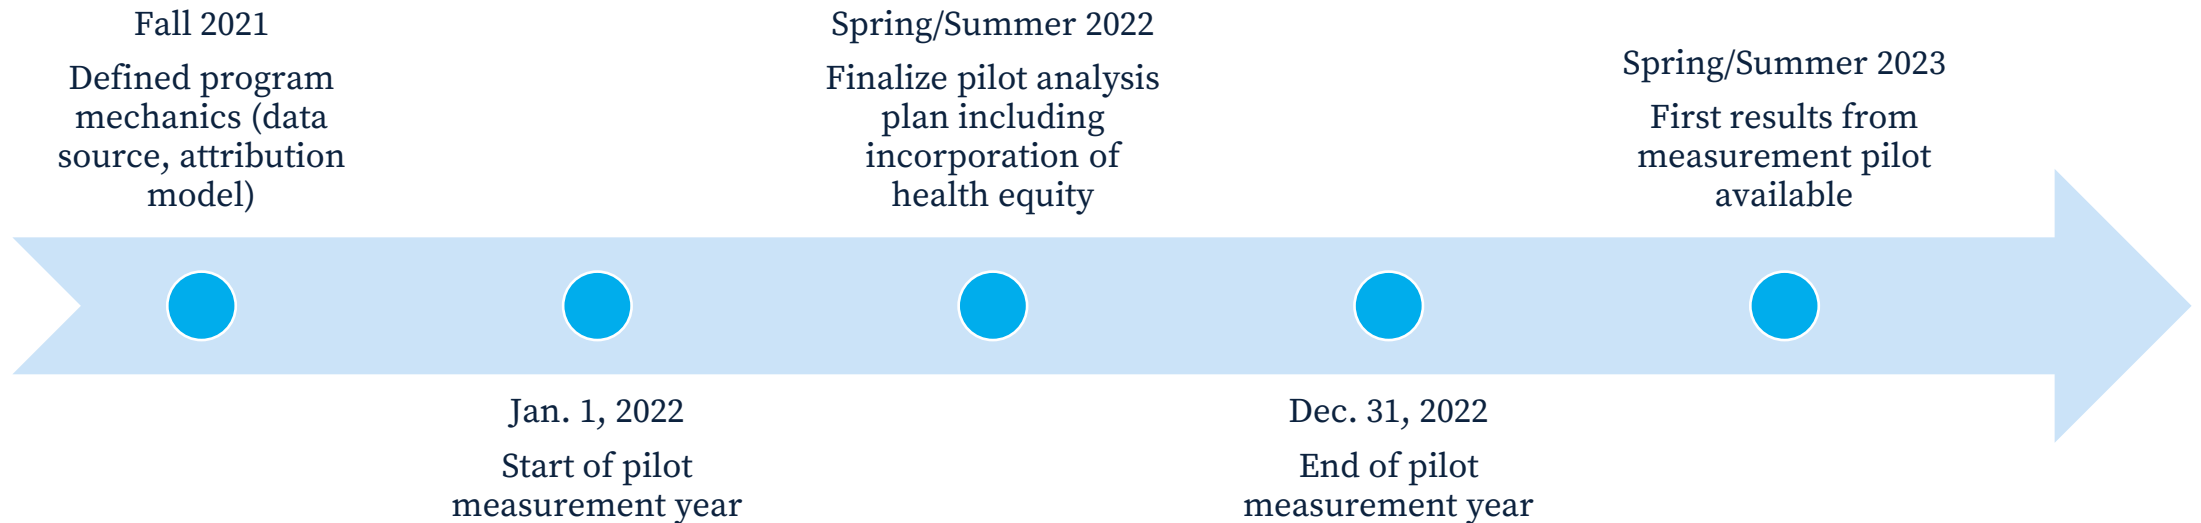 Fall 2021
Defined program
mechanics (data
source, attribution
model)
Jan. 1, 2022
Start of pilot
measurement year
Spring/Summer 2022
Finalize pilot analysis
plan including
incorporation of
health equity
Dec. 31, 2022
End of pilot
measurement year
Spring/Summer 2023
First results from
measurement pilot
available